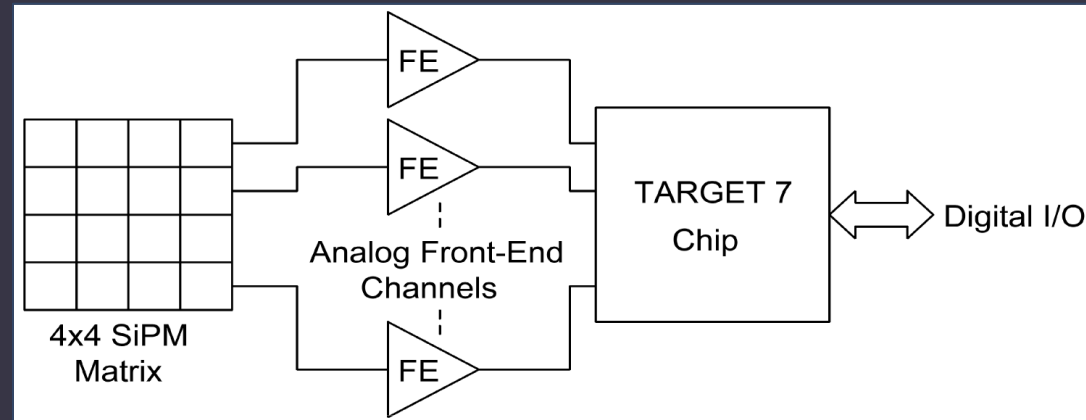 FE
FE
Analog Front-End
Channels
FE
4x4 SiPM
Matrix
TARGET 7
Chip
Digital I/O